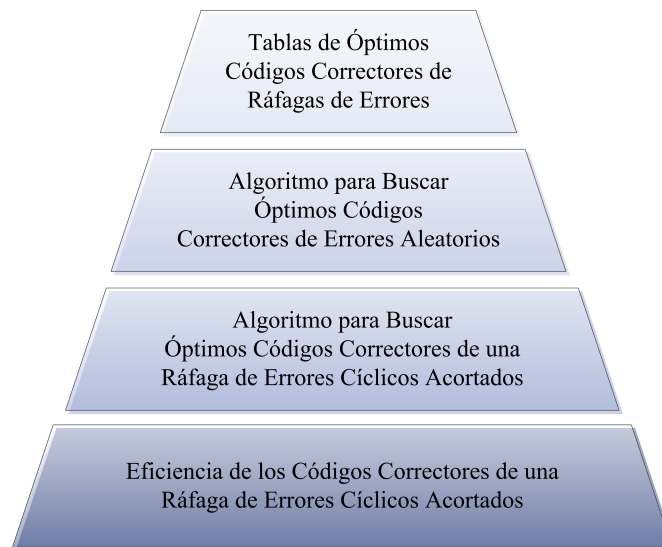 Tablas de Óptimos
Códigos Correctores de
Ráfagas de Errores
Algoritmo para Buscar
Óptimos Códigos
Correctores de Errores Aleatorios
Algoritmo para Buscar
Óptimos Códigos Correctores de una
Ráfaga de Errores Cíclicos Acortados
Eficiencia de los Códigos Correctores de una
Ráfaga de Errores Cíclicos Acortados